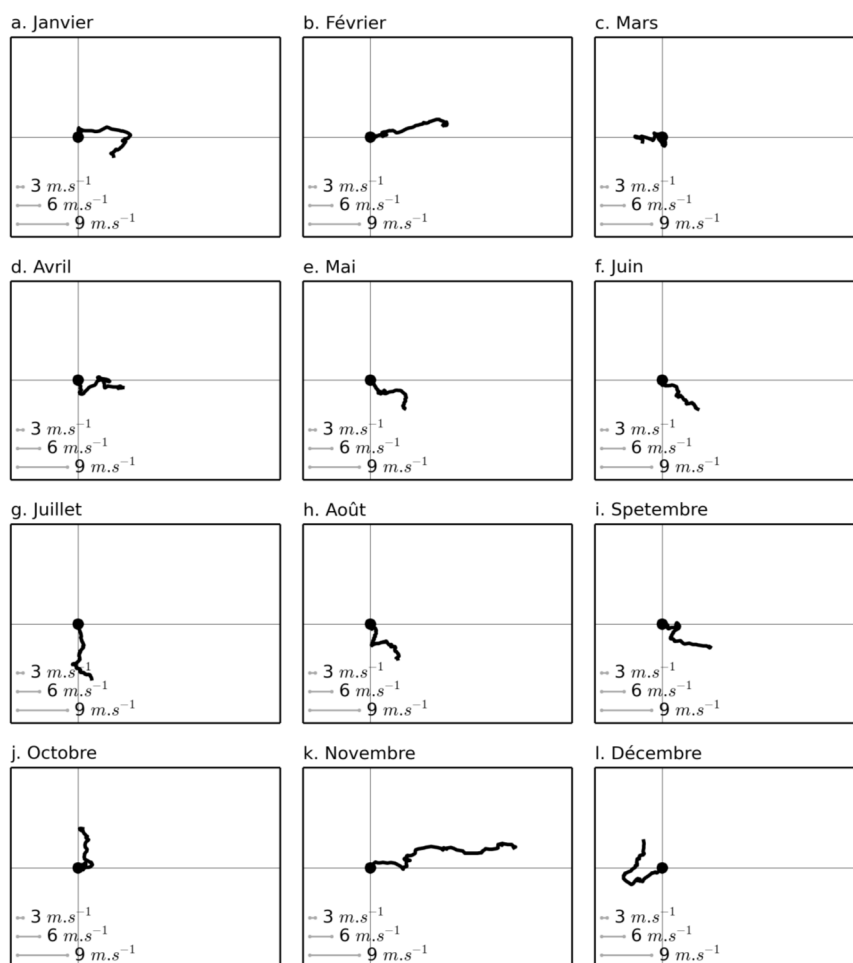 a. Janvier
b. Février
c. Mars
3 m.s⁻¹
6 m.s⁻¹
9 m.s⁻¹
3 m.s⁻¹
6 m.s⁻¹
9 m.s⁻¹
3 m.s⁻¹
6 m.s⁻¹
9 m.s⁻¹
d. Avril
e. Mai
f. Juin
3 m.s⁻¹
6 m.s⁻¹
9 m.s⁻¹
3 m.s⁻¹
6 m.s⁻¹
9 m.s⁻¹
3 m.s⁻¹
6 m.s⁻¹
9 m.s⁻¹
g. Juillet
h. Août
i. Spetembre
3 m.s⁻¹
6 m.s⁻¹
9 m.s⁻¹
3 m.s⁻¹
6 m.s⁻¹
9 m.s⁻¹
3 m.s⁻¹
6 m.s⁻¹
9 m.s⁻¹
j. Octobre
k. Novembre
l. Décembre
3 m.s⁻¹
6 m.s⁻¹
9 m.s⁻¹
3 m.s⁻¹
6 m.s⁻¹
9 m.s⁻¹
3 m.s⁻¹
6 m.s⁻¹
9 m.s⁻¹